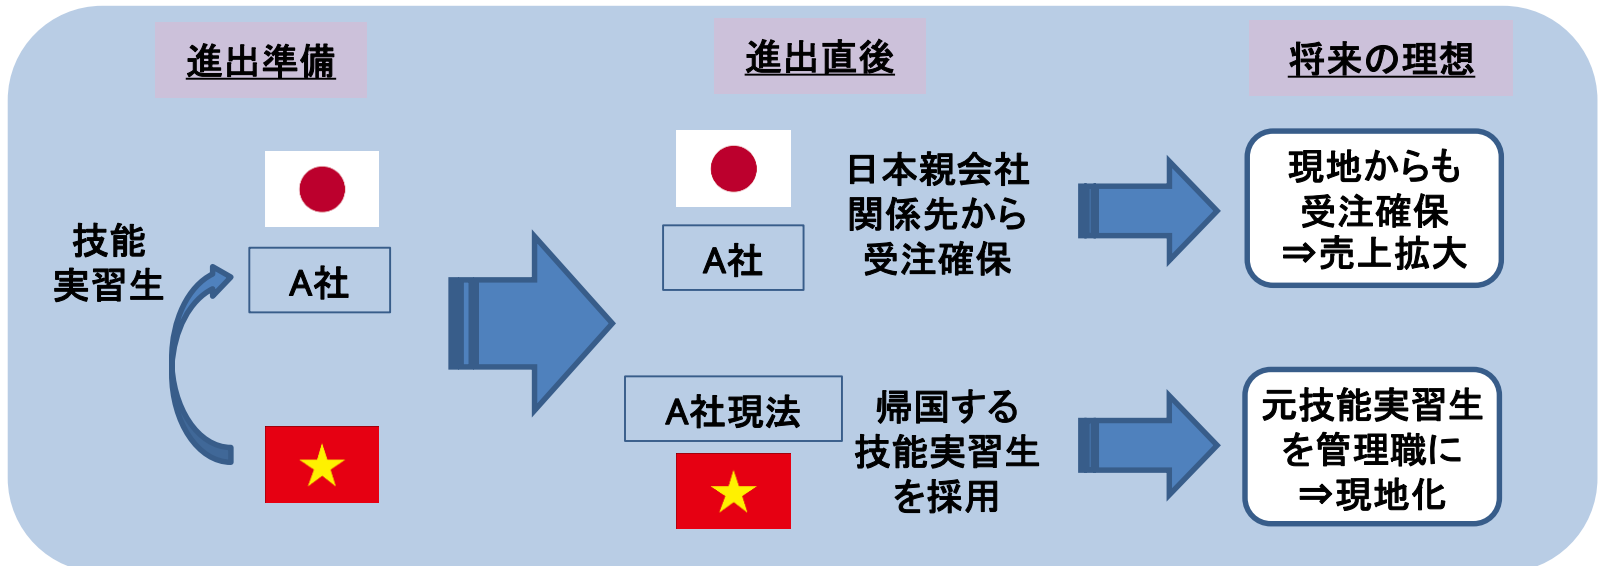 進出準備
進出直後
将来の理想
技能
実習生
A社
A社
日本親会社
関係先から
受注確保
現地からも
受注確保
⇒売上拡大
A社現法
帰国する
技能実習生
を採用
元技能実習生
を管理職に
⇒現地化